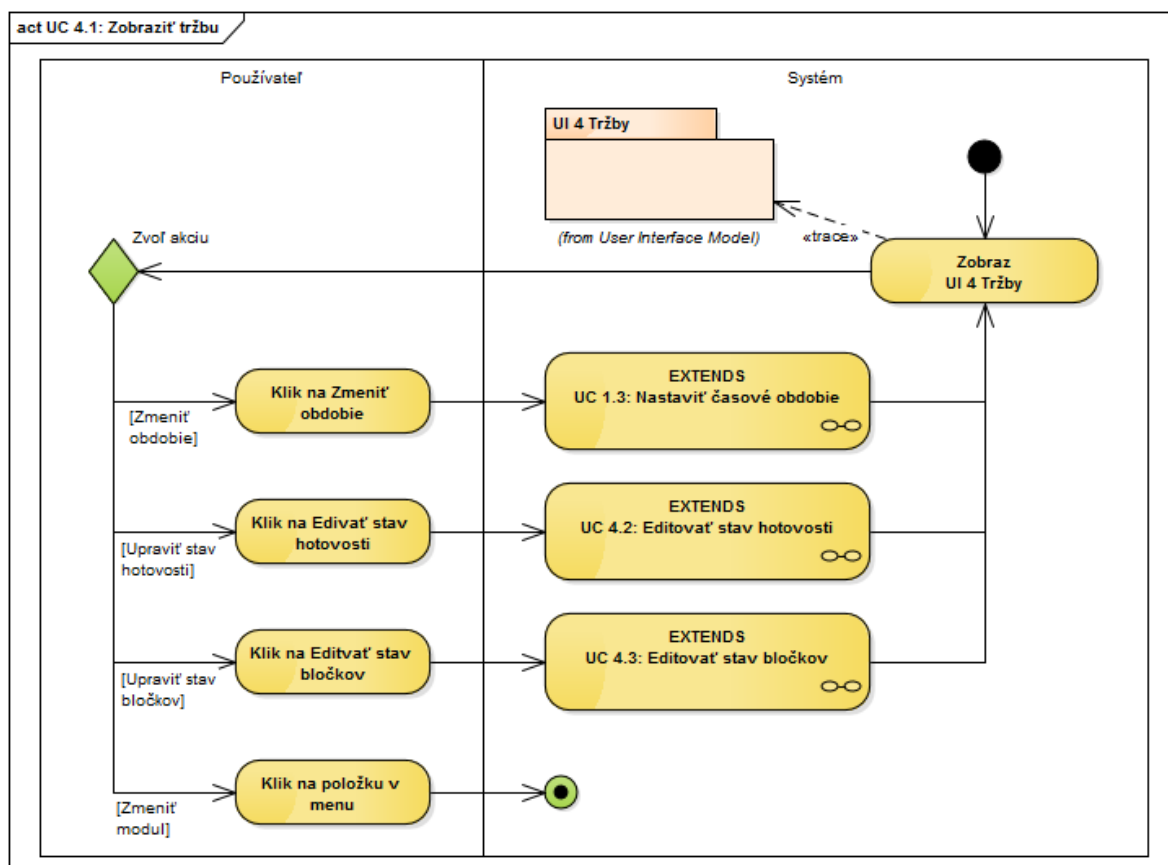 act UC 4.1: Zobraziť tržbu
Používateľ
Systém
UI 4 Tržby
(from User Interface Model)
«trace»
Zobraz
UI 4 Tržby
Zvoľ akciu
Klik na Zmeniť
obdobie
[Zmeniť
obdobie]
EXTENDS
UC 1.3: Nastaviť časové obdobie
Klik na Edivať stav
hotovosti
[Upraviť stav
hotovosti]
EXTENDS
UC 4.2: Editovať stav hotovosti
Klik na Editvať stav
bločkov
[Upraviť stav
bločkov]
EXTENDS
UC 4.3: Editovať stav bločkov
Klik na položku v
menu
[Zmeniť
modul]